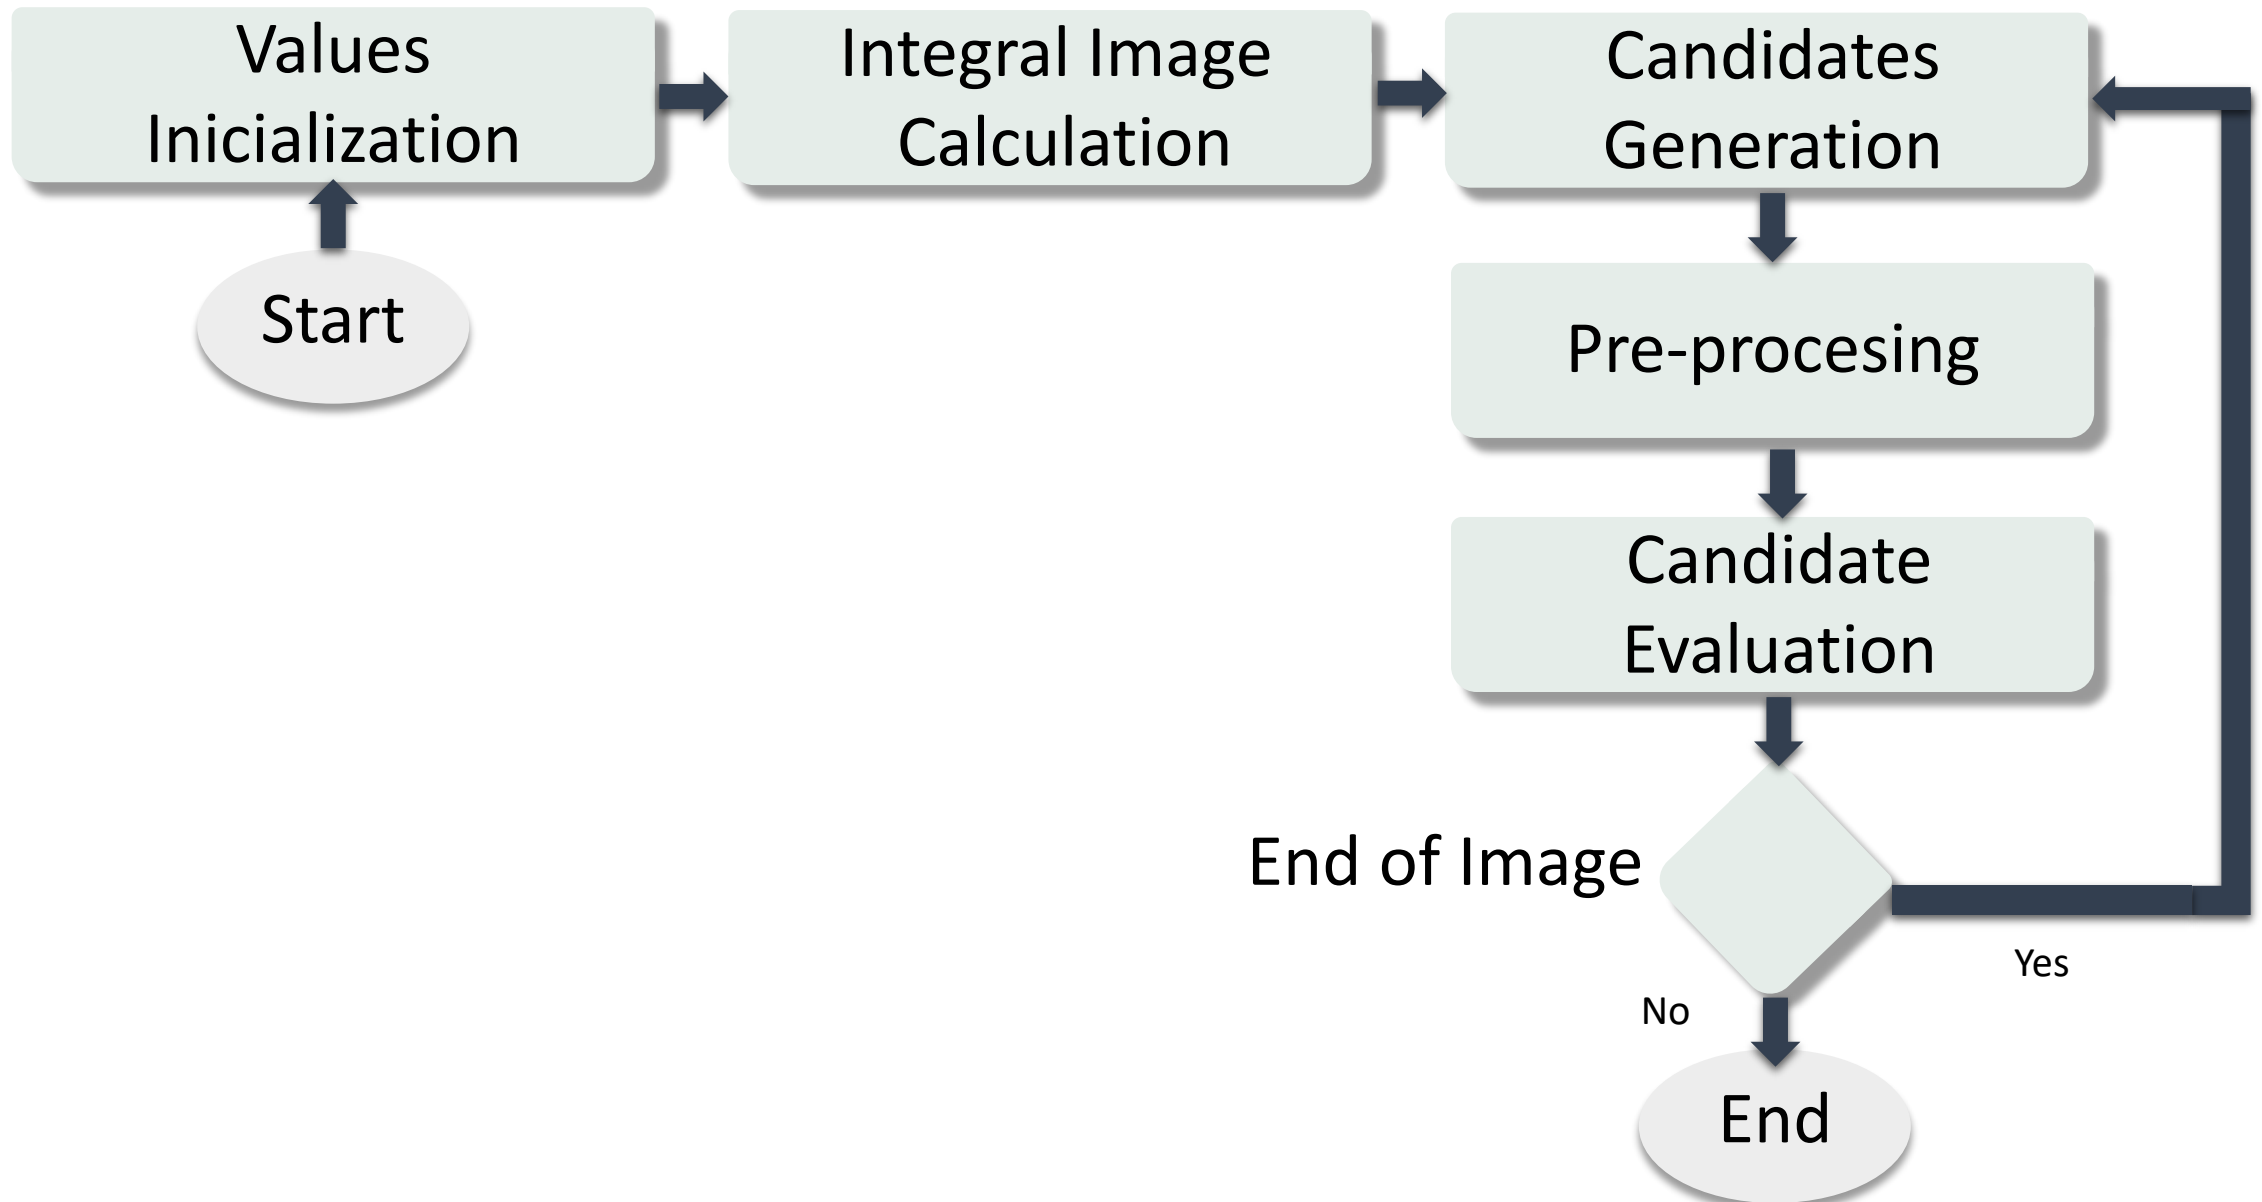 Values
Inicialization
Integral Image
Calculation
Candidates
Generation
Start
Pre-procesing
Candidate
Evaluation
End of Image
Yes
No
End